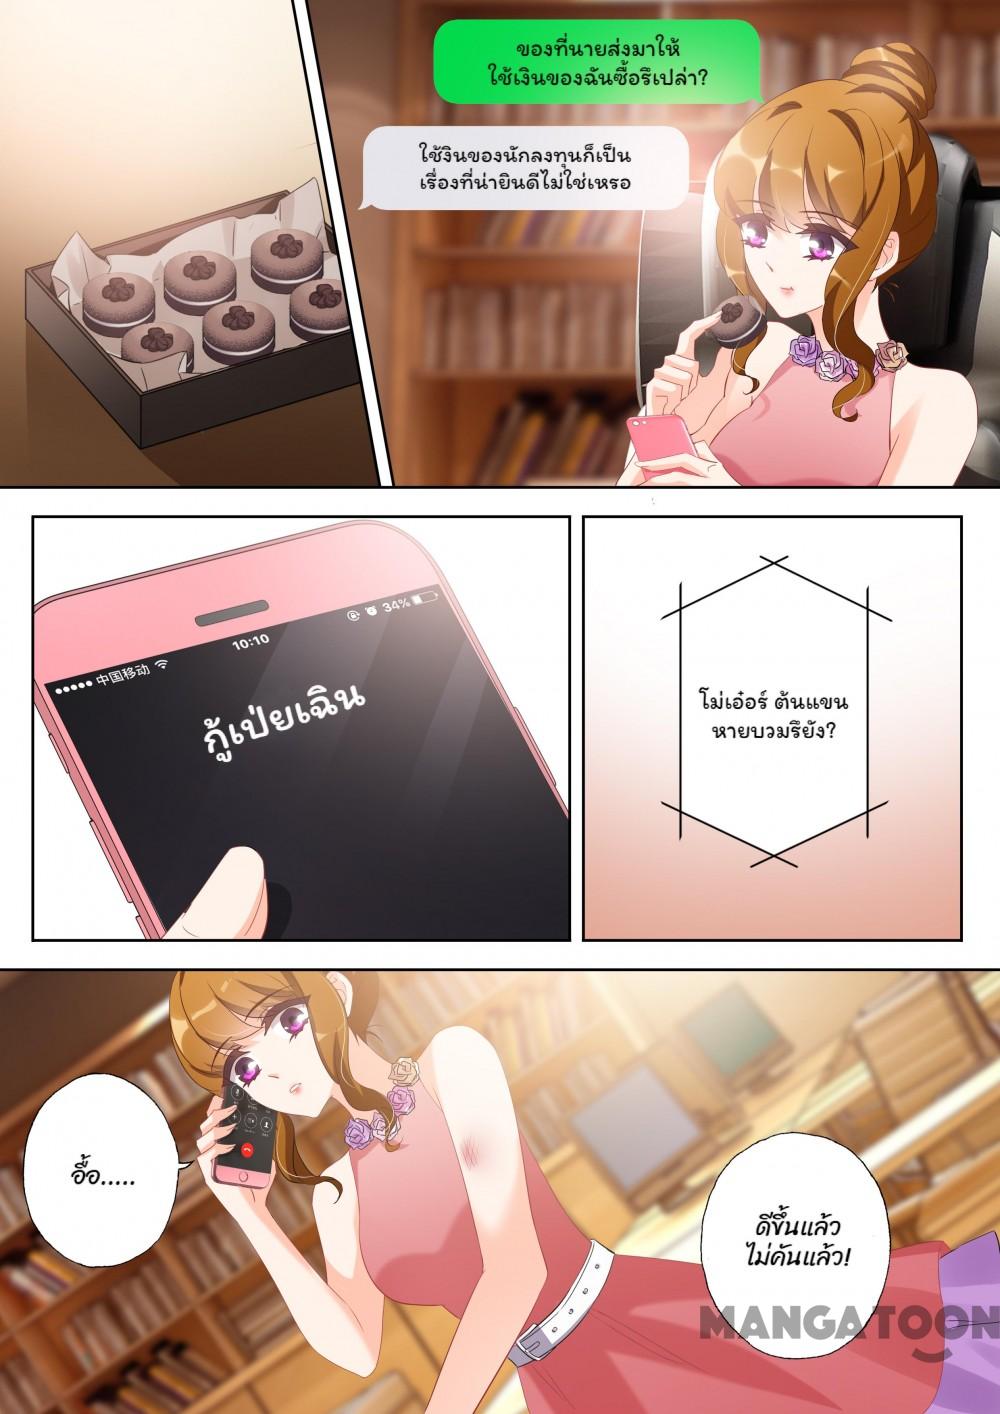 ของที่นายส่งมาให้
ใช้เงินของฉันซื้อรึเปล่า?
ใช้งินของนักลงทุนก็เป็น
เรื่องที่น่ายินดีไม่ใช่เหรอ
中国移动 10:10 34%
กู้เป่ยเฉิน
โม่เอ๋อร์ ต้นแขน
หายบวมรึยัง?
อื้อ.....
ดีขึ้นแล้ว
ไม่คันแล้ว!
MANGATOON